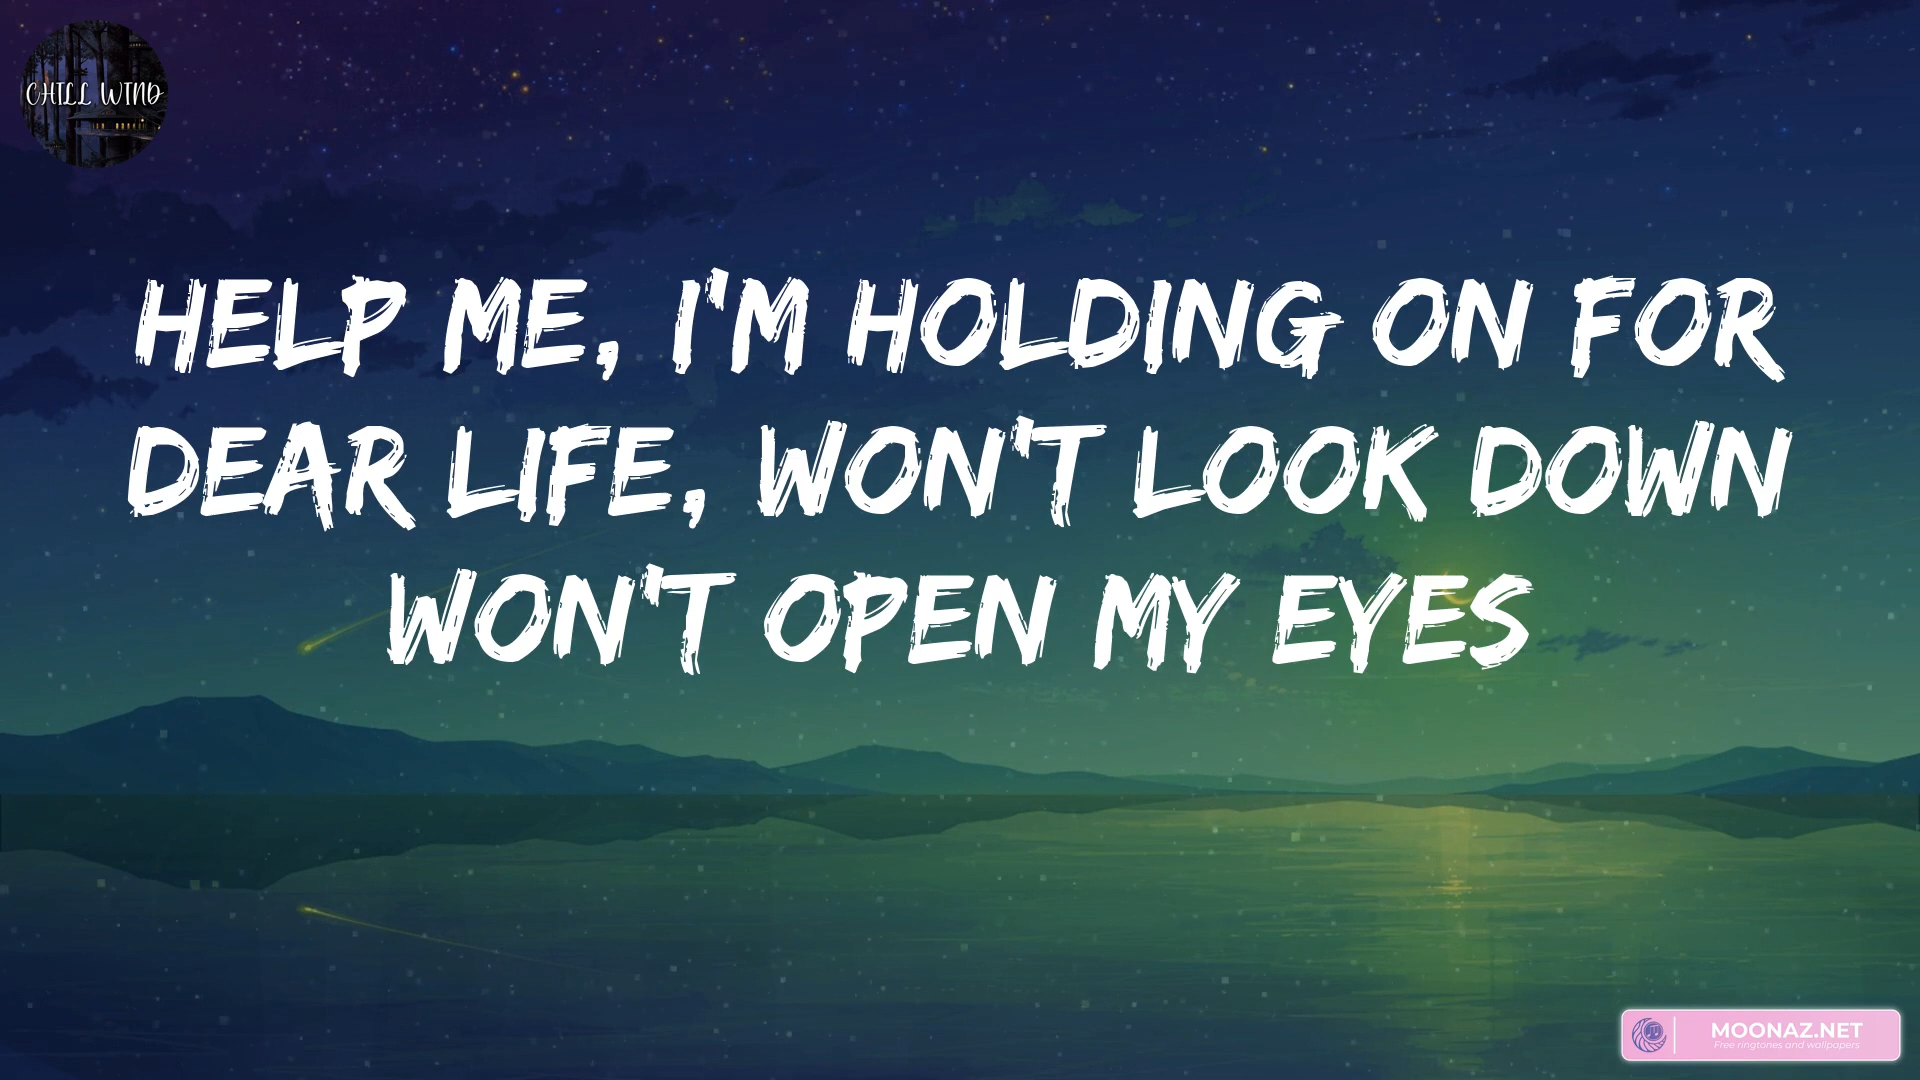 CHILL WIND
HELP ME, I'M HOLDING ON FOR
DEAR LIFE, WON'T LOOK DOWN
WON'T OPEN MY EYES
MOONAZ.NET
Free ringtones and wallpapers